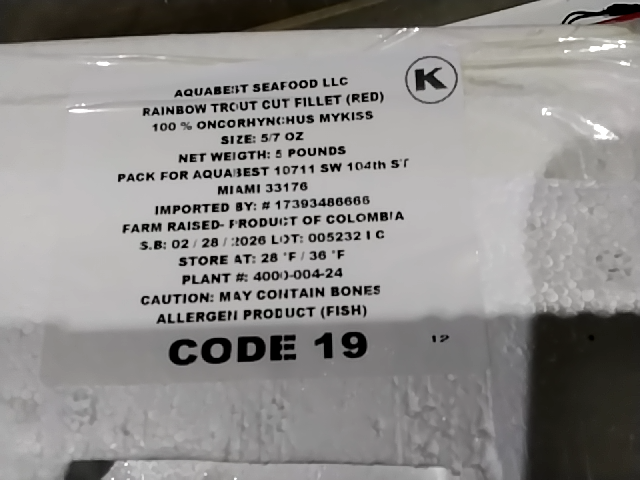 K
AQUABEST SEAFOOD LLC
RAINBOW TROUT CUT FILLET (RED)
100 % ONCORHYNCHUS MYKISS
SIZE: 5/7 OZ
NET WEIGTH: 5 POUNDS
PACK FOR AQUABEST 10711 SW 104th ST
MIAMI 33176
IMPORTED BY: # 17393486666
FARM RAISED- PRODUCT OF COLOMBIA
S.B: 02 / 28 / 2026 LOT: 005232 I C
STORE AT: 28 °F / 36 °F
PLANT #: 4000-004-24
CAUTION: MAY CONTAIN BONES
ALLERGEN PRODUCT (FISH)
CODE 19
12